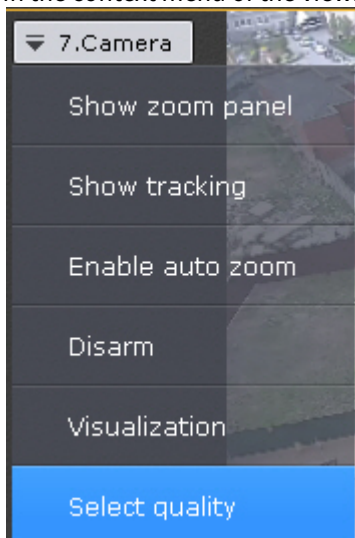 7.Camera
Show zoom panel
Show tracking
Enable auto zoom
Disarm
Visualization
Select quality